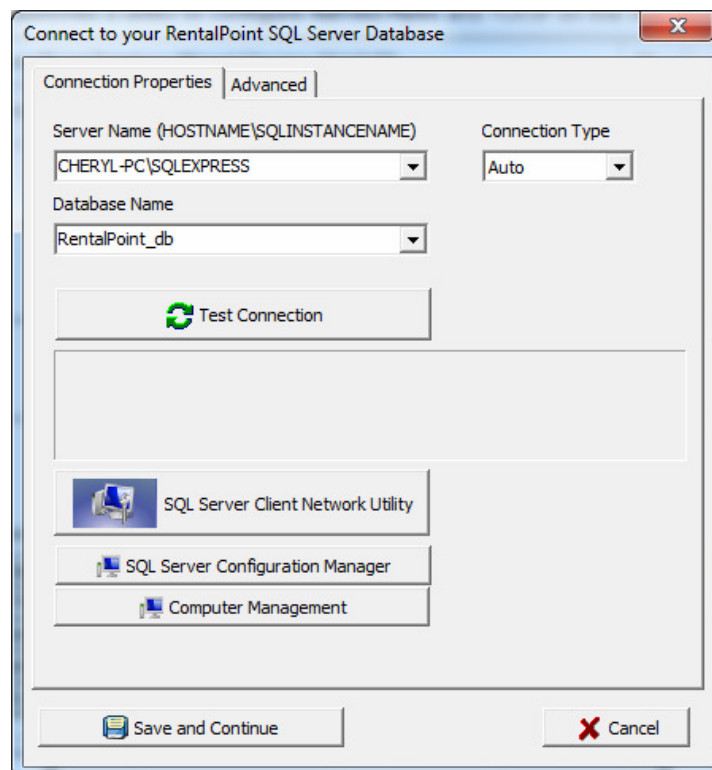 Connect to your RentalPoint SQL Server Database
Connection Properties
Advanced
Server Name (HOSTNAME\SQLINSTANCENAME)
Connection Type
CHERYL-PC\SQLEXPRESS
Auto
Database Name
RentalPoint_db
Test Connection
SQL Server Client Network Utility
SQL Server Configuration Manager
Computer Management
Save and Continue
Cancel